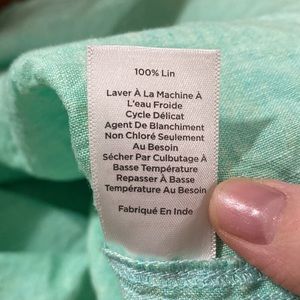 100% Lin
Laver À La Machine À
L'eau Froide
Cycle Délicat
Agent De Blanchiment
Non Chloré Seulement
Au Besoin
Sécher Par Culbutage À
Basse Température
Repasser À Basse
Température Au Besoin
Fabriqué En Inde